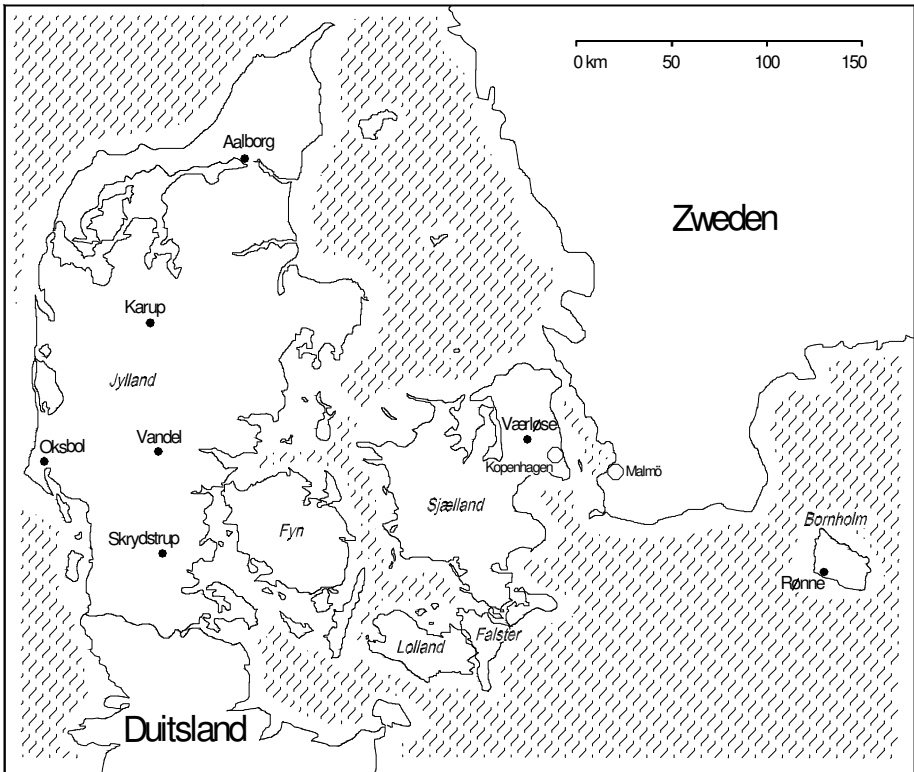 0 km 50 100 150
Aalborg
Zweden
Karup
Jylland
Værløse
Oksbol
Vandel
Kopenhagen
Malmö
Sjælland
Bornholm
Fyn
Skrydstrup
Rønne
Falster
Lolland
Duitsland